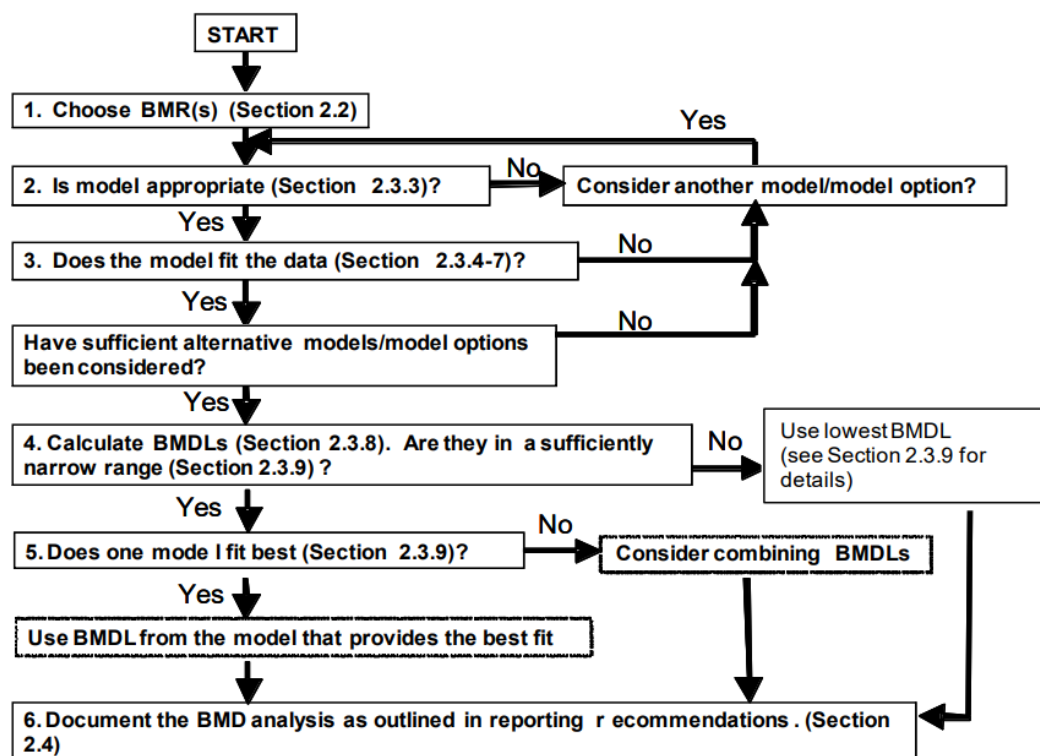 START
1. Choose BMR(s) (Section 2.2)
Yes
2. Is model appropriate (Section 2.3.3)?
No
Consider another model/model option?
Yes
3. Does the model fit the data (Section 2.3.4-7)?
No
Yes
Have sufficient alternative models/model options
been considered?
No
Yes
4. Calculate BMDLs (Section 2.3.8). Are they in a sufficiently
narrow range (Section 2.3.9) ?
No
Use lowest BMDL
(see Section 2.3.9 for
details)
Yes
5. Does one mode l fit best (Section 2.3.9)?
No
Consider combining BMDLs
Yes
Use BMDL from the model that provides the best fit
6. Document the BMD analysis as outlined in reporting r ecommendations . (Section
2.4)